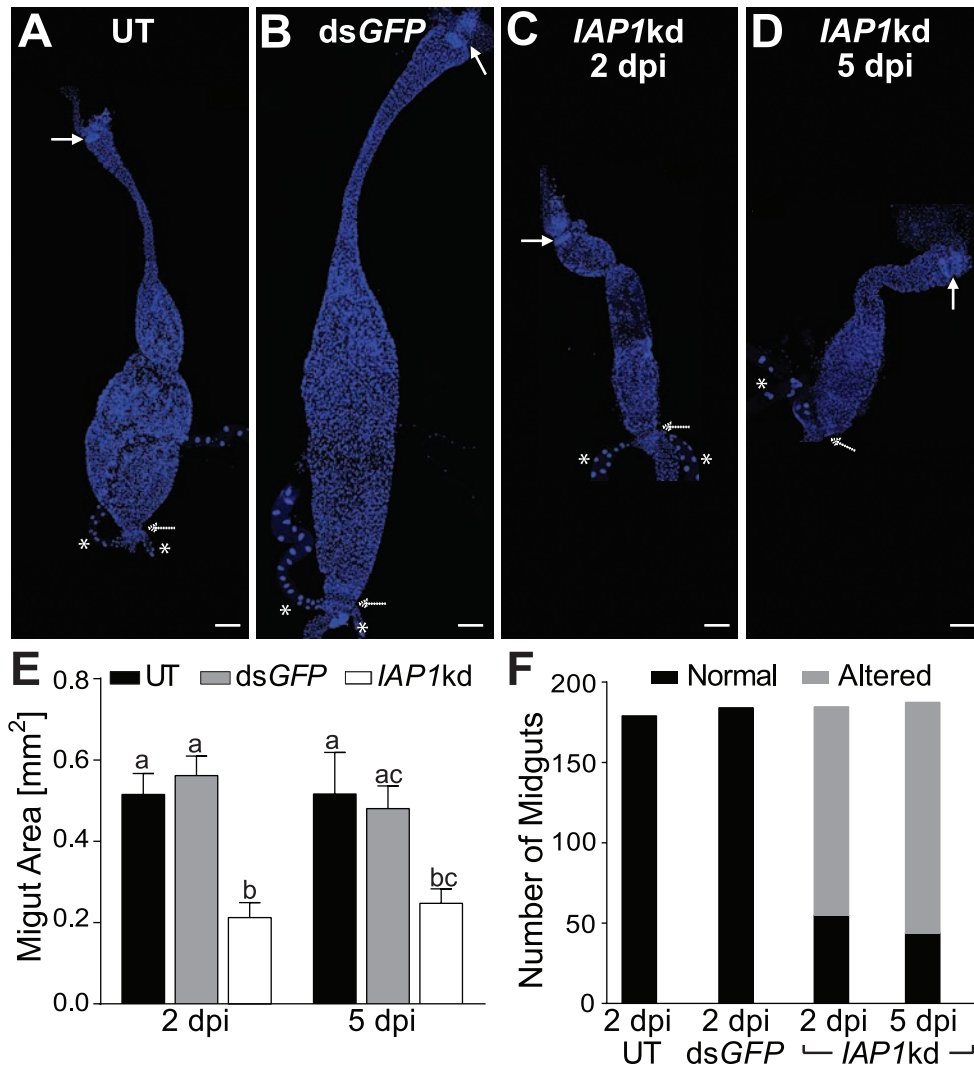 A UT
B dsGFP
C IAP1kd
2 dpi
D IAP1kd
5 dpi
*
*
*
*
*
*
*
E
UT dsGFP IAP1kd
Migut Area [mm²]
0.8
0.6
0.4
0.2
0.0
a
a
b
a
ac
bc
2 dpi
5 dpi
F
Normal Altered
Number of Midguts
200
150
100
50
0
2 dpi 2 dpi 2 dpi 5 dpi
UT dsGFP IAP1kd